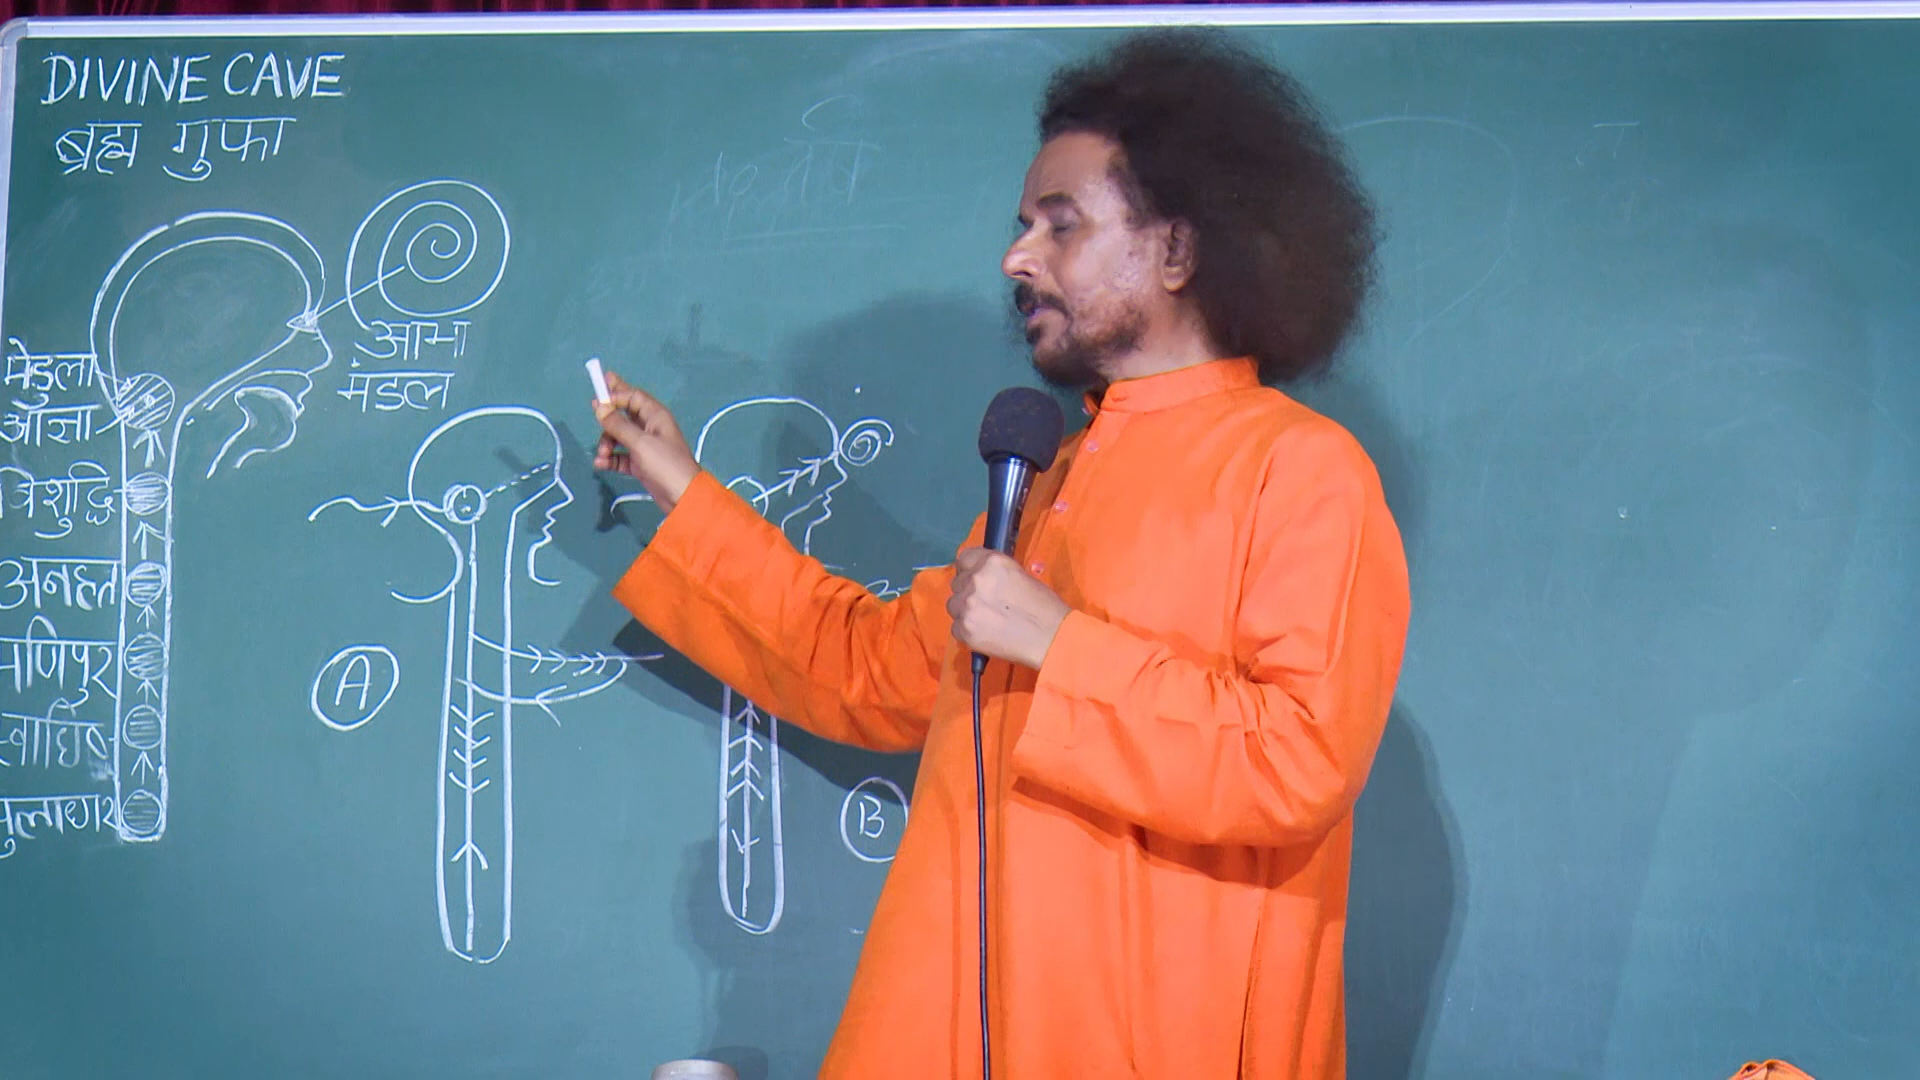 DIVINE CAVE
ब्रह्म गुफा
आभा
मंडल
मेडुला
आज्ञा
विशुद्धि
अनहत
मणिपुर
स्वाधिष
मुलाधार
A
B